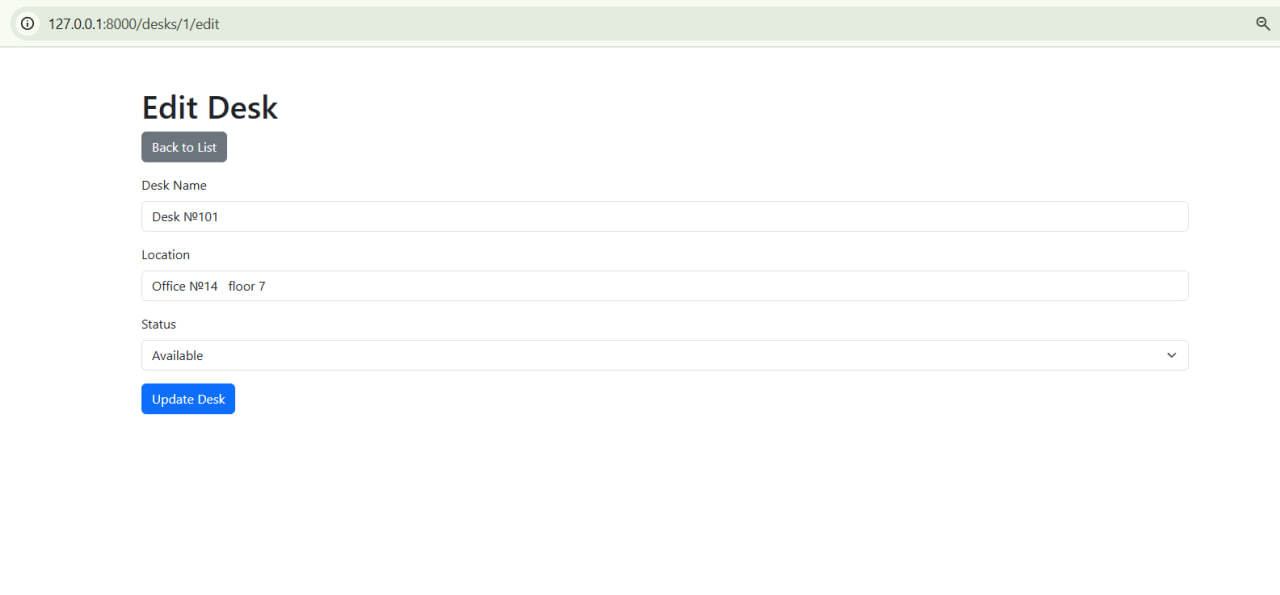 127.0.0.1:8000/desks/1/edit
Edit Desk
Back to List
Desk Name
Desk №101
Location
Office №14   floor 7
Status
Available
Update Desk